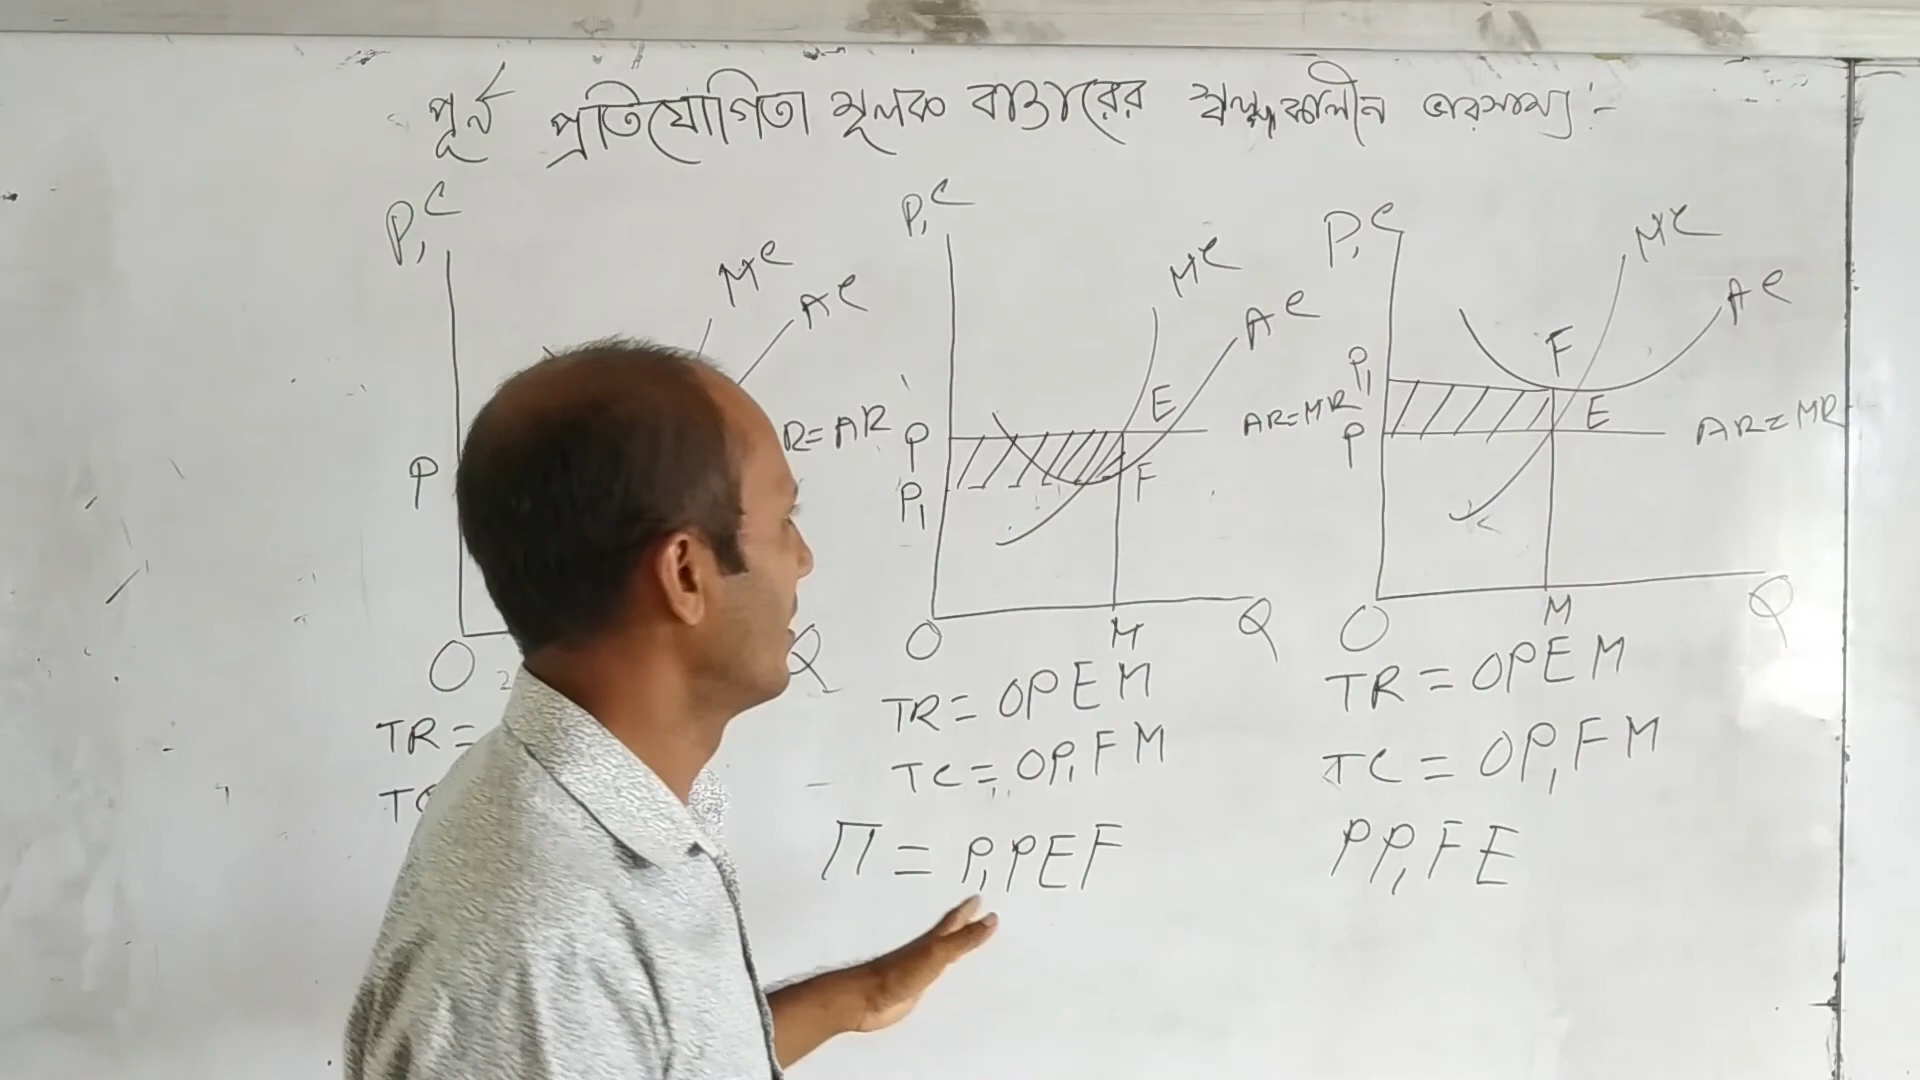 পূর্ন প্রতিযোগিতা মূলক বাজারের স্বল্পকালীন ভারসাম্য :-
P,C
MC
AC
P
R=AR
O
Q
TR=
TC
P,C
MC
AC
E
P
AR=MR
P₁
F
O
M
Q
TR= OPEM
TC= OP₁FM
Π = P₁PEF
P,C
MC
AC
F
P₁
E
P
AR=MR
O
M
Q
TR = OPEM
TC = OP₁FM
PP₁FE